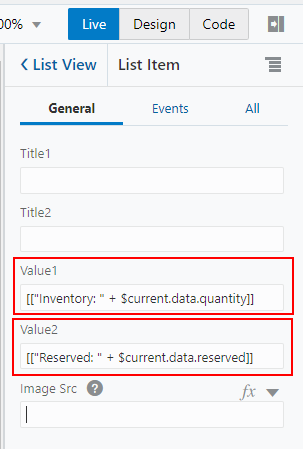 00%
Live Design Code
List View List Item
General Events All
Title1
Title2
Value1
[["Inventory: " + $current.data.quantity]]
Value2
[["Reserved: " + $current.data.reserved]]
Image Src ? fx